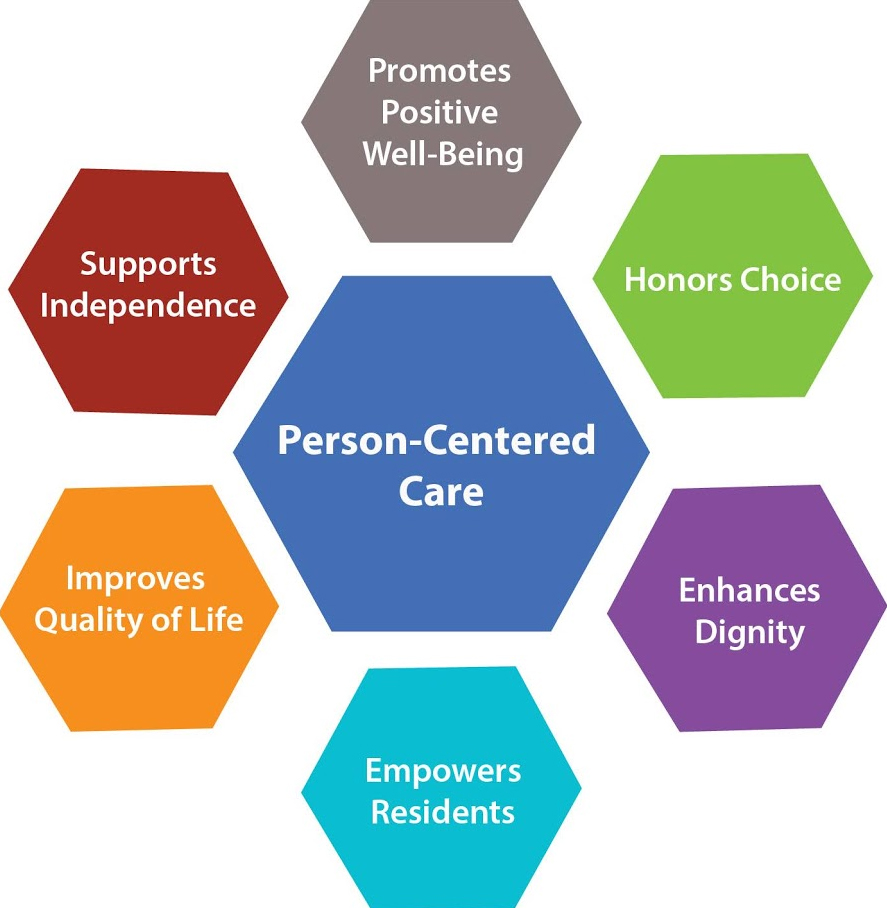 Promotes
Positive
Well-Being
Honors Choice
Enhances
Dignity
Empowers
Residents
Improves
Quality of Life
Supports
Independence
Person-Centered
Care